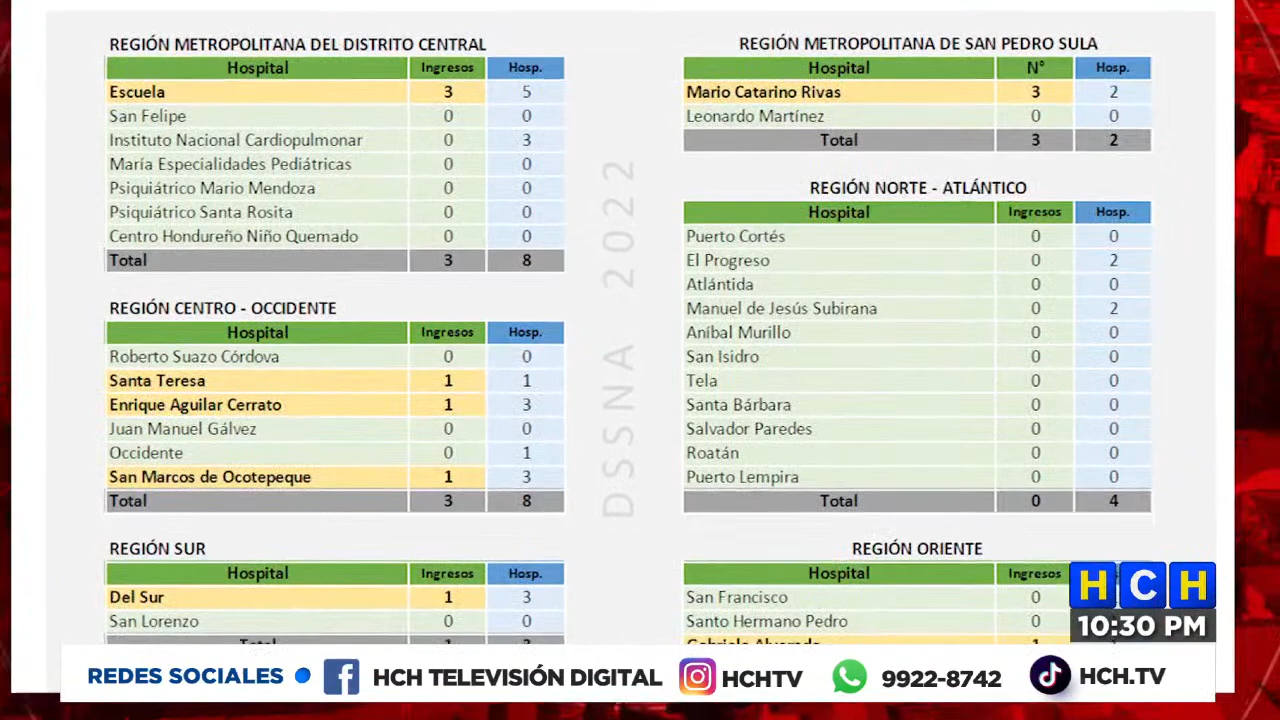 REGIÓN METROPOLITANA DEL DISTRITO CENTRAL
Hospital Ingresos Hosp.
Escuela 3 5
San Felipe 0 0
Instituto Nacional Cardiopulmonar 0 3
María Especialidades Pediátricas 0 0
Psiquiátrico Mario Mendoza 0 0
Psiquiátrico Santa Rosita 0 0
Centro Hondureño Niño Quemado 0 0
Total 3 8
REGIÓN CENTRO - OCCIDENTE
Hospital Ingresos Hosp.
Roberto Suazo Córdova 0 0
Santa Teresa 1 1
Enrique Aguilar Cerrato 1 3
Juan Manuel Gálvez 0 0
Occidente 0 1
San Marcos de Ocotepeque 1 3
Total 3 8
REGIÓN SUR
Hospital Ingresos Hosp.
Del Sur 1 3
San Lorenzo 0 0
Total 1 3
DSSNA 2022
REGIÓN METROPOLITANA DE SAN PEDRO SULA
Hospital N° Hosp.
Mario Catarino Rivas 3 2
Leonardo Martínez 0 0
Total 3 2
REGIÓN NORTE - ATLÁNTICO
Hospital Ingresos Hosp.
Puerto Cortés 0 0
El Progreso 0 2
Atlántida 0 0
Manuel de Jesús Subirana 0 2
Aníbal Murillo 0 0
San Isidro 0 0
Tela 0 0
Santa Bárbara 0 0
Salvador Paredes 0 0
Roatán 0 0
Puerto Lempira 0 0
Total 0 4
REGIÓN ORIENTE
Hospital Ingresos
San Francisco 0
Santo Hermano Pedro 0
Gabriela Alvarado 1
HCH
10:30 PM
REDES SOCIALES HCH TELEVISIÓN DIGITAL HCHTV 9922-8742 HCH.TV